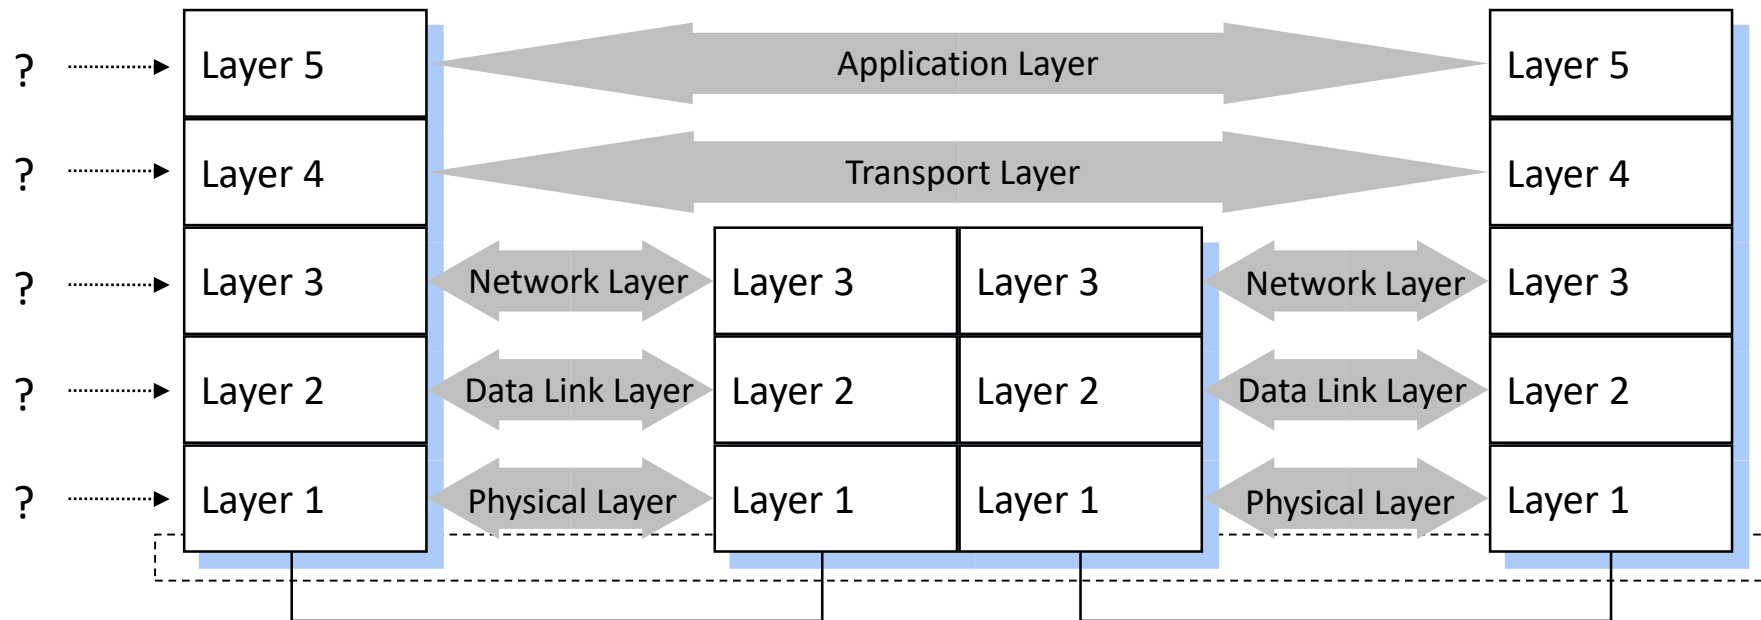 ? Layer 5 Application Layer Layer 5
? Layer 4 Transport Layer Layer 4
? Layer 3 Network Layer Layer 3 Layer 3 Network Layer Layer 3
? Layer 2 Data Link Layer Layer 2 Layer 2 Data Link Layer Layer 2
? Layer 1 Physical Layer Layer 1 Layer 1 Physical Layer Layer 1